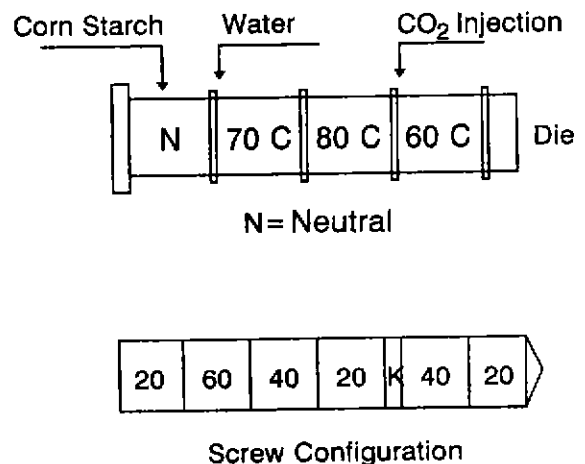 Corn Starch Water CO₂ Injection
N 70 C 80 C 60 C Die
N= Neutral
20 60 40 20 K 40 20
Screw Configuration